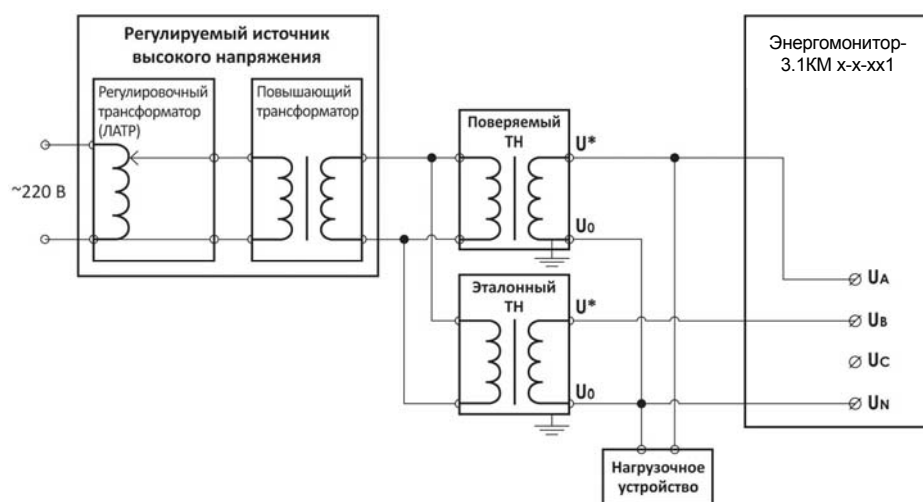 Регулируемый источник
высокого напряжения
Регулировочный
трансформатор
(ЛАТР)
Повышающий
трансформатор
~220 В
Поверяемый
ТН
U*
U0
Эталонный
ТН
U*
U0
Нагрузочное
устройство
Энергомонитор-
3.1КМ х-х-хх1
UA
UB
UC
UN